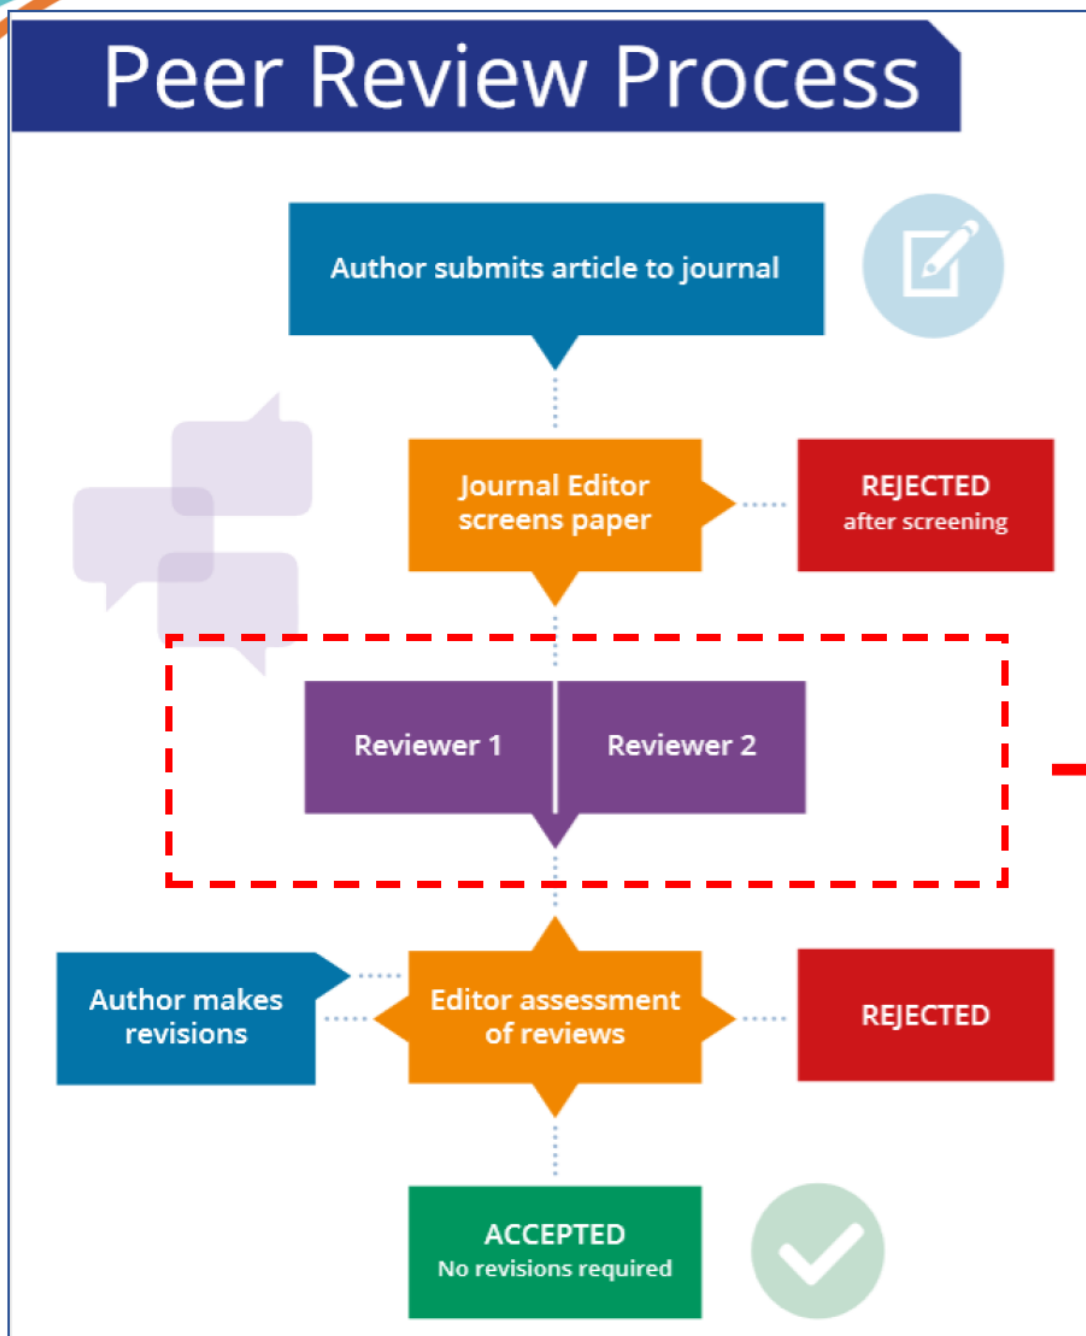 Peer Review Process
Author submits article to journal
Journal Editor
screens paper
REJECTED
after screening
Reviewer 1
Reviewer 2
Author makes
revisions
Editor assessment
of reviews
REJECTED
ACCEPTED
No revisions required